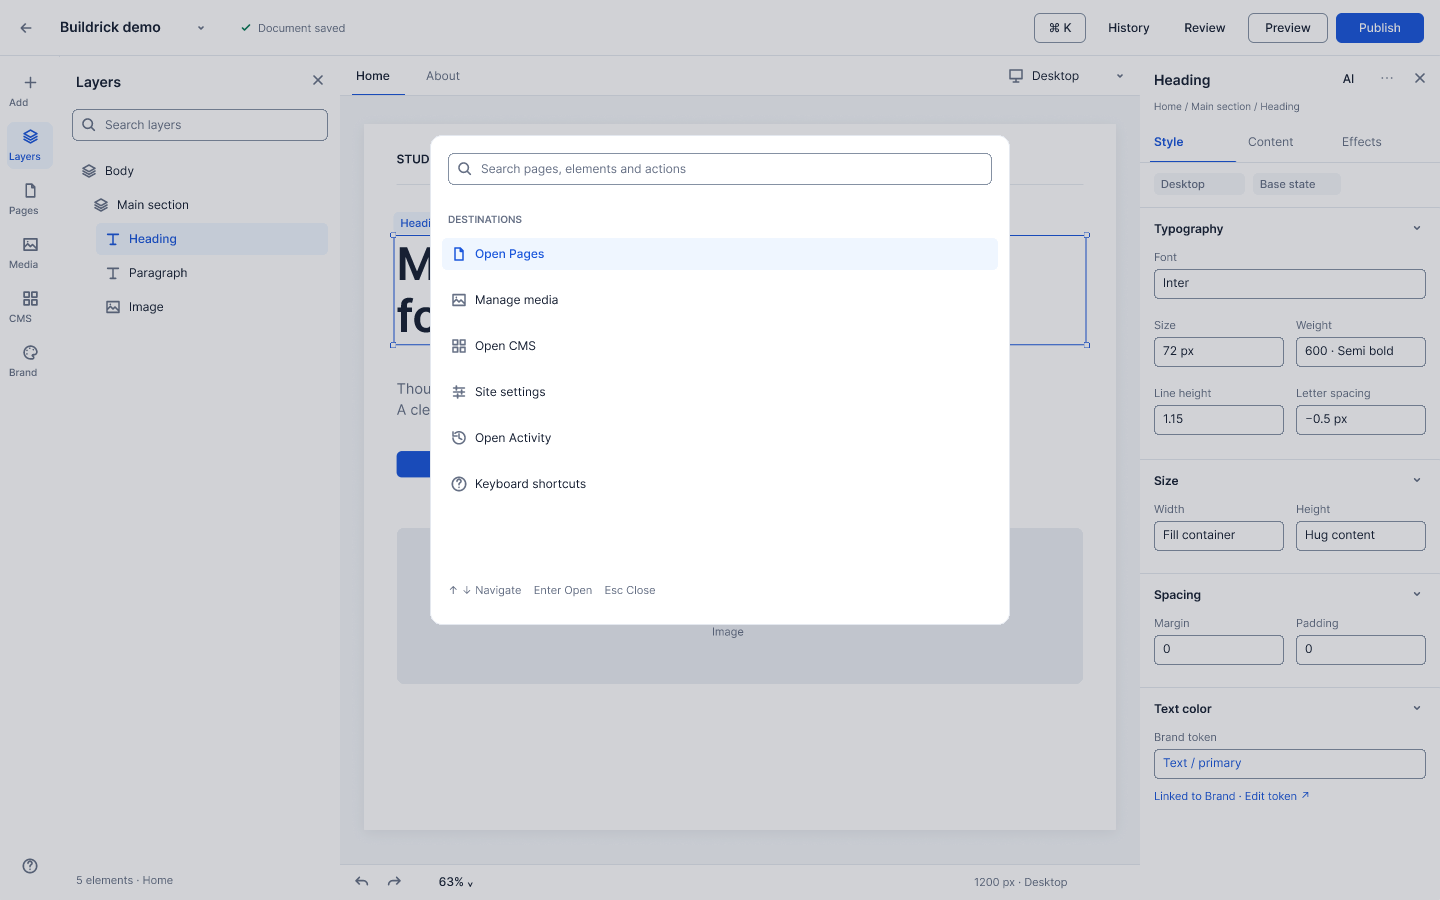 Buildrick demo
Document saved
⌘ K
History
Review
Preview
Publish
Add
Layers
Pages
Media
CMS
Brand
Layers
Search layers
Body
Main section
Heading
Paragraph
Image
5 elements · Home
Home
About
Desktop
STUD
Headi
M
fo
Thou
A cle
Image
Search pages, elements and actions
DESTINATIONS
Open Pages
Manage media
Open CMS
Site settings
Open Activity
Keyboard shortcuts
↑ ↓ Navigate Enter Open Esc Close
63%
1200 px · Desktop
Heading
AI
···
Home / Main section / Heading
Style
Content
Effects
Desktop
Base state
Typography
Font
Inter
Size
Weight
72 px
600 · Semi bold
Line height
Letter spacing
1.15
−0.5 px
Size
Width
Height
Fill container
Hug content
Spacing
Margin
Padding
0
0
Text color
Brand token
Text / primary
Linked to Brand · Edit token ↗